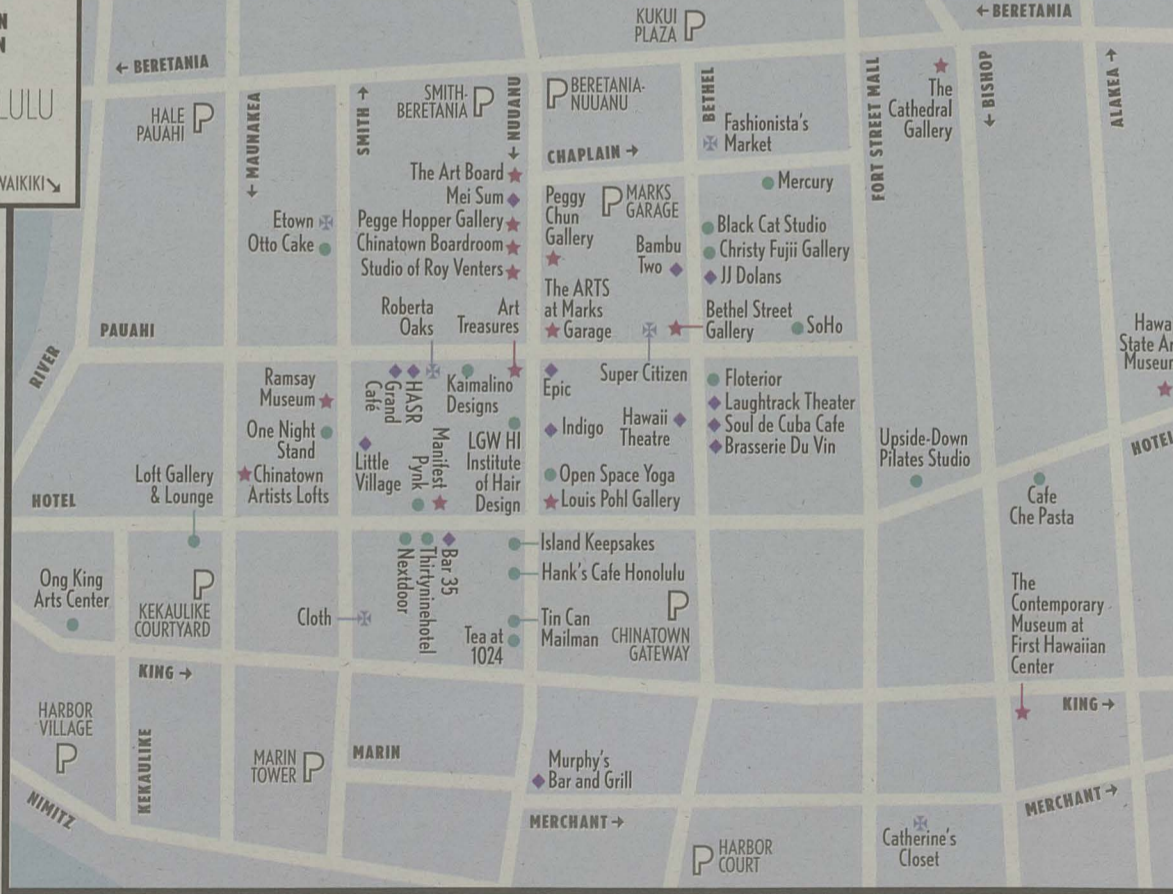 N
N
LULU
WAIKIKI↘
← BERETANIA
KUKUI
PLAZA P
← BERETANIA
HALE
PAUAHI P
← MAUNAKEA
SMITH →
SMITH-
BERETANIA P
← NUUANU
P BERETANIA-
NUUANU
BETHEL
Fashionista's
Market
FORT STREET MALL
The
Cathedral
Gallery
← BISHOP
ALAKEA →
CHAPLAIN →
The Art Board
Mei Sum
Pegge Hopper Gallery
Chinatown Boardroom
Studio of Roy Venters
Etown
Otto Cake
Peggy
Chun
Gallery
P MARKS
GARAGE
Bambu
Two
Mercury
Black Cat Studio
Christy Fujii Gallery
JJ Dolans
The ARTS
at Marks
Garage
Bethel Street
Gallery
SoHo
Roberta
Oaks
Art
Treasures
PAUAHI
RIVER
Hawa
State Ar
Museum
Ramsay
Museum
One Night
Stand
Chinatown
Artists Lofts
Loft Gallery
& Lounge
Grand
Café
HASR
Little
Village
Manifest
Pynk
Kaimalino
Designs
LGW HI
Institute
of Hair
Design
Epic
Super Citizen
Indigo
Hawaii
Theatre
Open Space Yoga
Louis Pohl Gallery
Floterior
Laughtrack Theater
Soul de Cuba Cafe
Brasserie Du Vin
Upside-Down
Pilates Studio
HOTEL
Cafe
Che Pasta
HOTEL
Ong King
Arts Center
P
KEKAULIKE
COURTYARD
Cloth
Nextdoor
Thirtyninehotel
Bar 35
Island Keepsakes
Hank's Cafe Honolulu
Tin Can
Mailman
Tea at
1024
P
CHINATOWN
GATEWAY
The
Contemporary
Museum at
First Hawaiian
Center
KING →
KING →
HARBOR
VILLAGE
P
KEKAULIKE
MARIN
TOWER P
MARIN
Murphy's
Bar and Grill
NIMITZ
MERCHANT →
MERCHANT →
P HARBOR
COURT
Catherine's
Closet